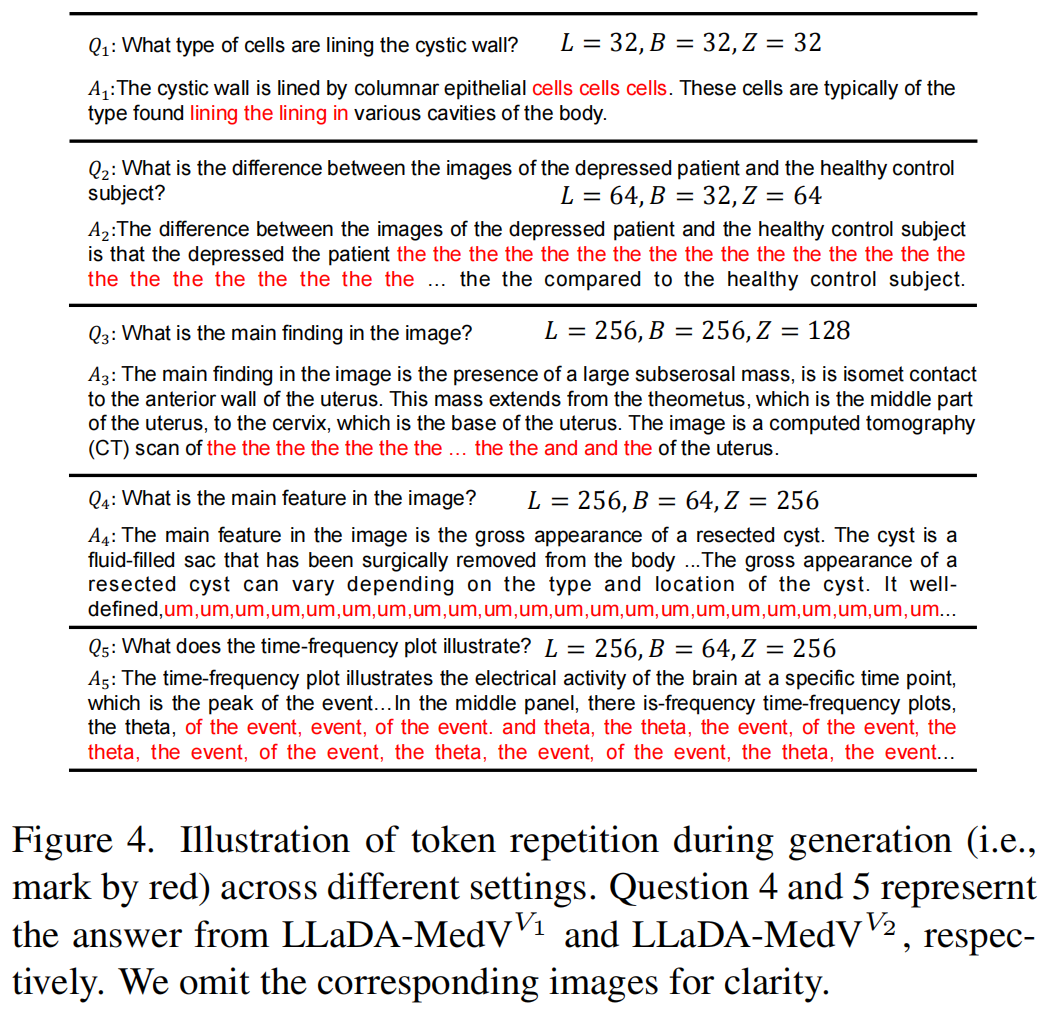 Q₁: What type of cells are lining the cystic wall? L = 32, B = 32, Z = 32
A₁:The cystic wall is lined by columnar epithelial cells cells cells. These cells are typically of the
type found lining the lining in various cavities of the body.
Q₂: What is the difference between the images of the depressed patient and the healthy control
subject? L = 64, B = 32, Z = 64
A₂:The difference between the images of the depressed patient and the healthy control subject
is that the depressed the patient the the the the the the the the the the the the the the the the
the the the the the the the the ... the the compared to the healthy control subject.
Q₃: What is the main finding in the image? L = 256, B = 256, Z = 128
A₃: The main finding in the image is the presence of a large subserosal mass, is is isomet contact
to the anterior wall of the uterus. This mass extends from the theometus, which is the middle part
of the uterus, to the cervix, which is the base of the uterus. The image is a computed tomography
(CT) scan of the the the the the the the ... the the and and the of the uterus.
Q₄: What is the main feature in the image? L = 256, B = 64, Z = 256
A₄: The main feature in the image is the gross appearance of a resected cyst. The cyst is a
fluid-filled sac that has been surgically removed from the body ...The gross appearance of a
resected cyst can vary depending on the type and location of the cyst. It well-
defined,um,um,um,um,um,um,um,um,um,um,um,um,um,um,um,um,um,um,um,um,um,um...
Q₅: What does the time-frequency plot illustrate? L = 256, B = 64, Z = 256
A₅: The time-frequency plot illustrates the electrical activity of the brain at a specific time point,
which is the peak of the event...In the middle panel, there is-frequency time-frequency plots,
the theta, of the event, event, of the event. and theta, the theta, the event, of the event, the
theta, the event, of the event, the theta, the event, of the event, the theta, the event...
Figure 4. Illustration of token repetition during generation (i.e.,
mark by red) across different settings. Question 4 and 5 represernt
the answer from LLaDA-MedV^V₁ and LLaDA-MedV^V₂, respec-
tively. We omit the corresponding images for clarity.